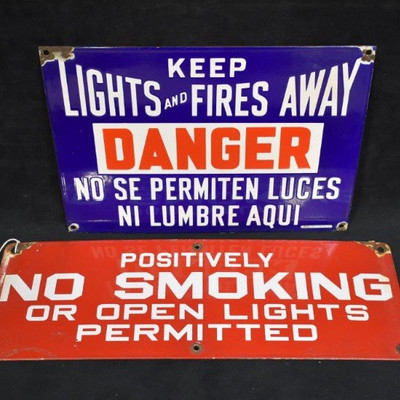 KEEP
LIGHTS AND FIRES AWAY
DANGER
NO SE PERMITEN LUCES
NI LUMBRE AQUI
POSITIVELY
NO SMOKING
OR OPEN LIGHTS
PERMITTED